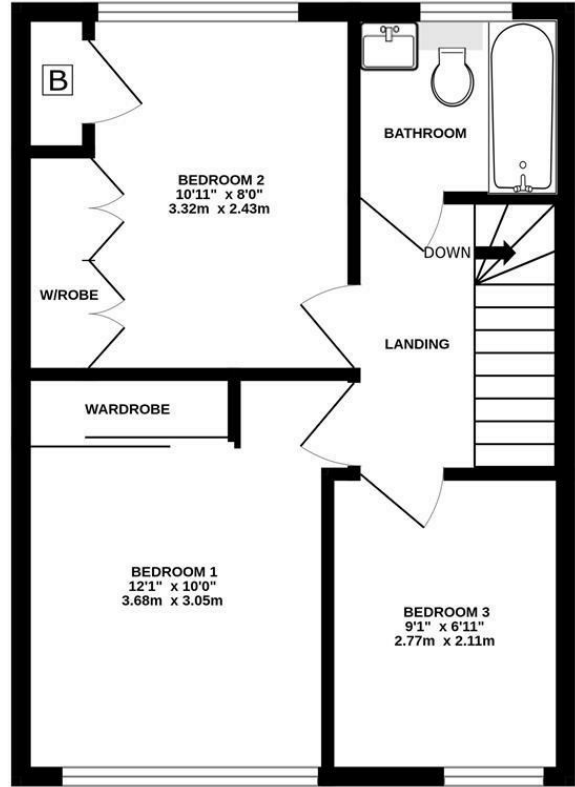 B
BEDROOM 2
10'11" x 8'0"
3.32m x 2.43m
W/ROBE
BATHROOM
DOWN
LANDING
WARDROBE
BEDROOM 1
12'1" x 10'0"
3.68m x 3.05m
BEDROOM 3
9'1" x 6'11"
2.77m x 2.11m